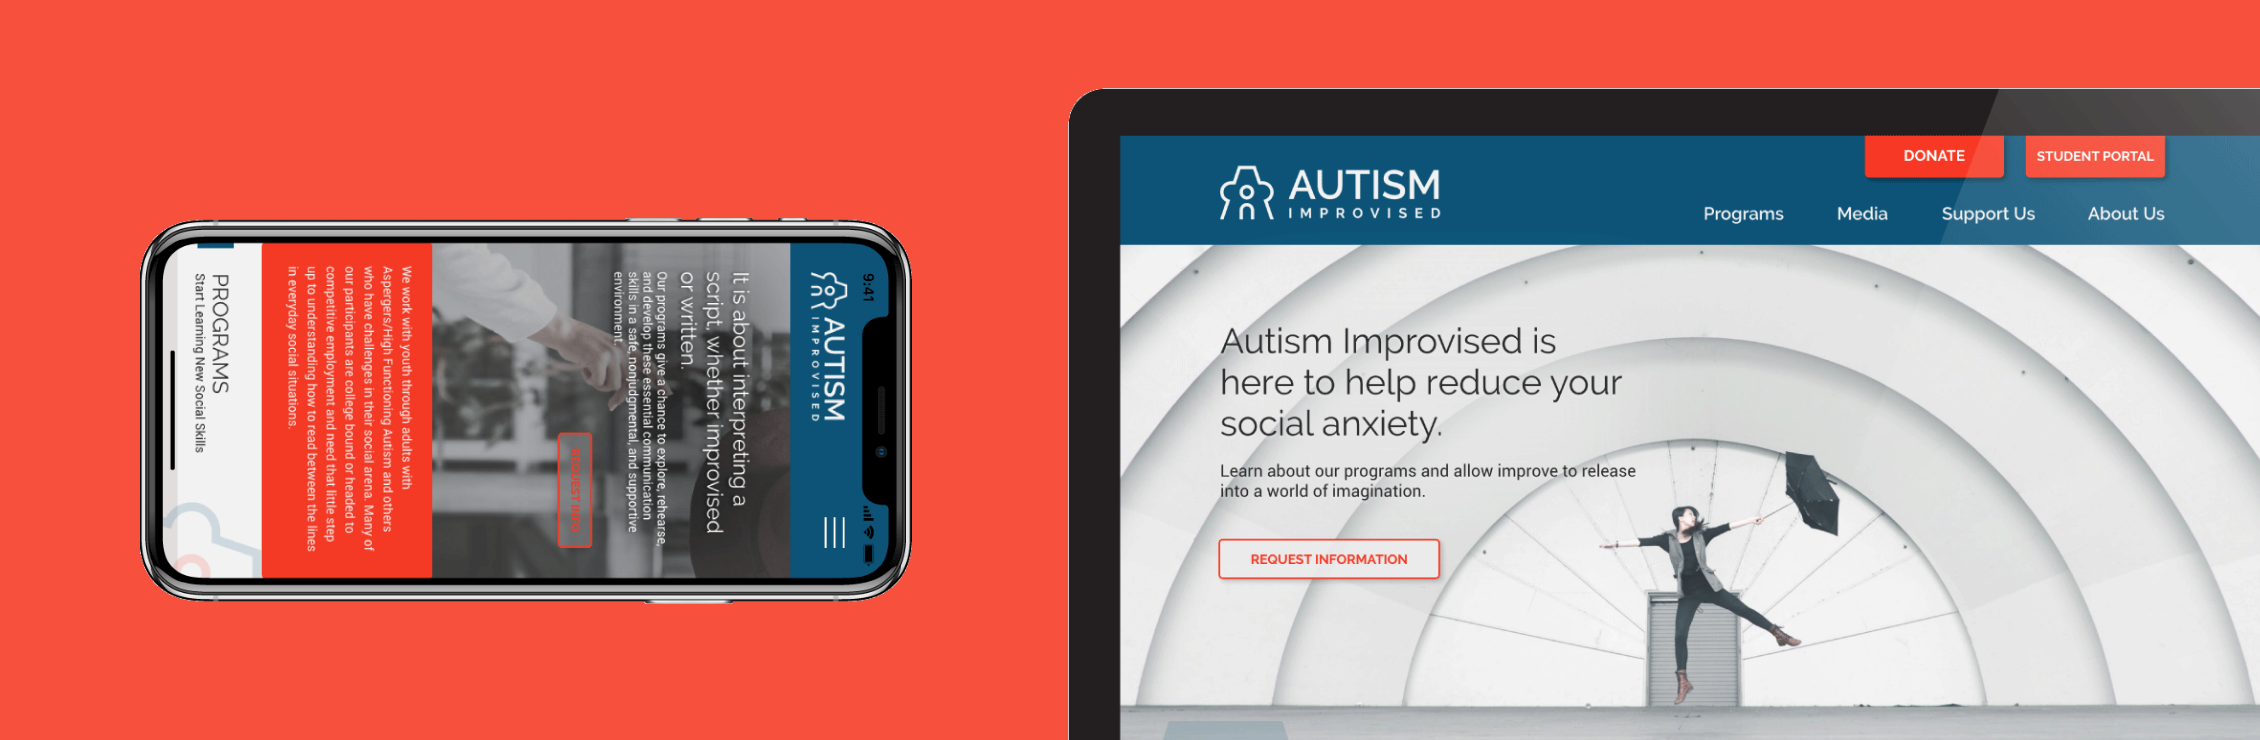 9:41
AUTISM
IMPROVISED
It is about interpreting a
script, whether improvised
or written.
Our programs give a chance to explore, rehearse,
and develop these essential communication
skills in a safe, nonjudgmental, and supportive
environment.
REQUEST INFO
We work with youth through adults with
Aspergers/High Functioning Autism and others
who have challenges in their social arena. Many of
our participants are college bound or headed to
competitive employment and need that little step
up to understanding how to read between the lines
in everyday social situations.
PROGRAMS
Start Learning New Social Skills
AUTISM
IMPROVISED
DONATE
STUDENT PORTAL
Programs
Media
Support Us
About Us
Autism Improvised is
here to help reduce your
social anxiety.
Learn about our programs and allow improve to release
into a world of imagination.
REQUEST INFORMATION